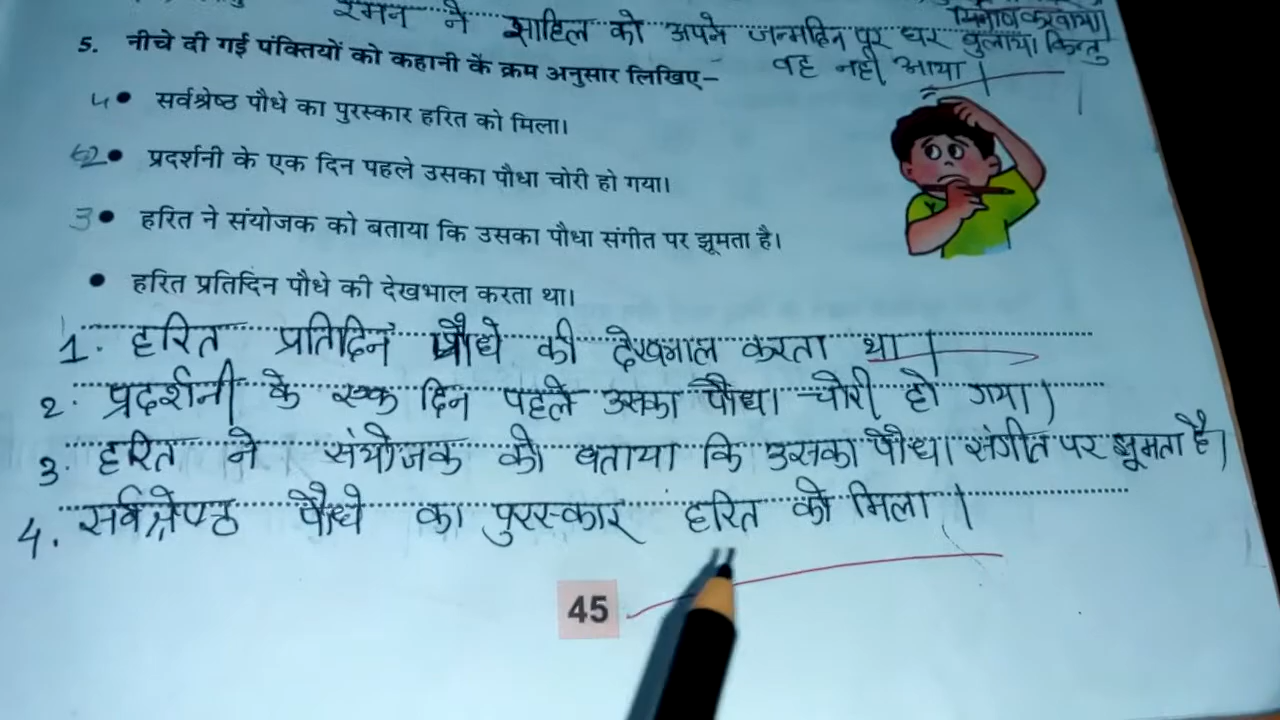 रमन ने साहिल को अपने जन्मदिन पर घर बुलाया किन्तु
वह नहीं आया।
5. नीचे दी गई पंक्तियों को कहानी के क्रम अनुसार लिखिए–
4 • सर्वश्रेष्ठ पौधे का पुरस्कार हरित को मिला।
2 • प्रदर्शनी के एक दिन पहले उसका पौधा चोरी हो गया।
3 • हरित ने संयोजक को बताया कि उसका पौधा संगीत पर झूमता है।
• हरित प्रतिदिन पौधे की देखभाल करता था।
1. हरित प्रतिदिन पौधे की देखभाल करता था।
2. प्रदर्शनी के एक दिन पहले उसका पौधा चोरी हो गया।
3. हरित ने संयोजक को बताया कि उसका पौधा संगीत पर झूमता है।
4. सर्वश्रेष्ठ पौधे का पुरस्कार हरित को मिला।
45